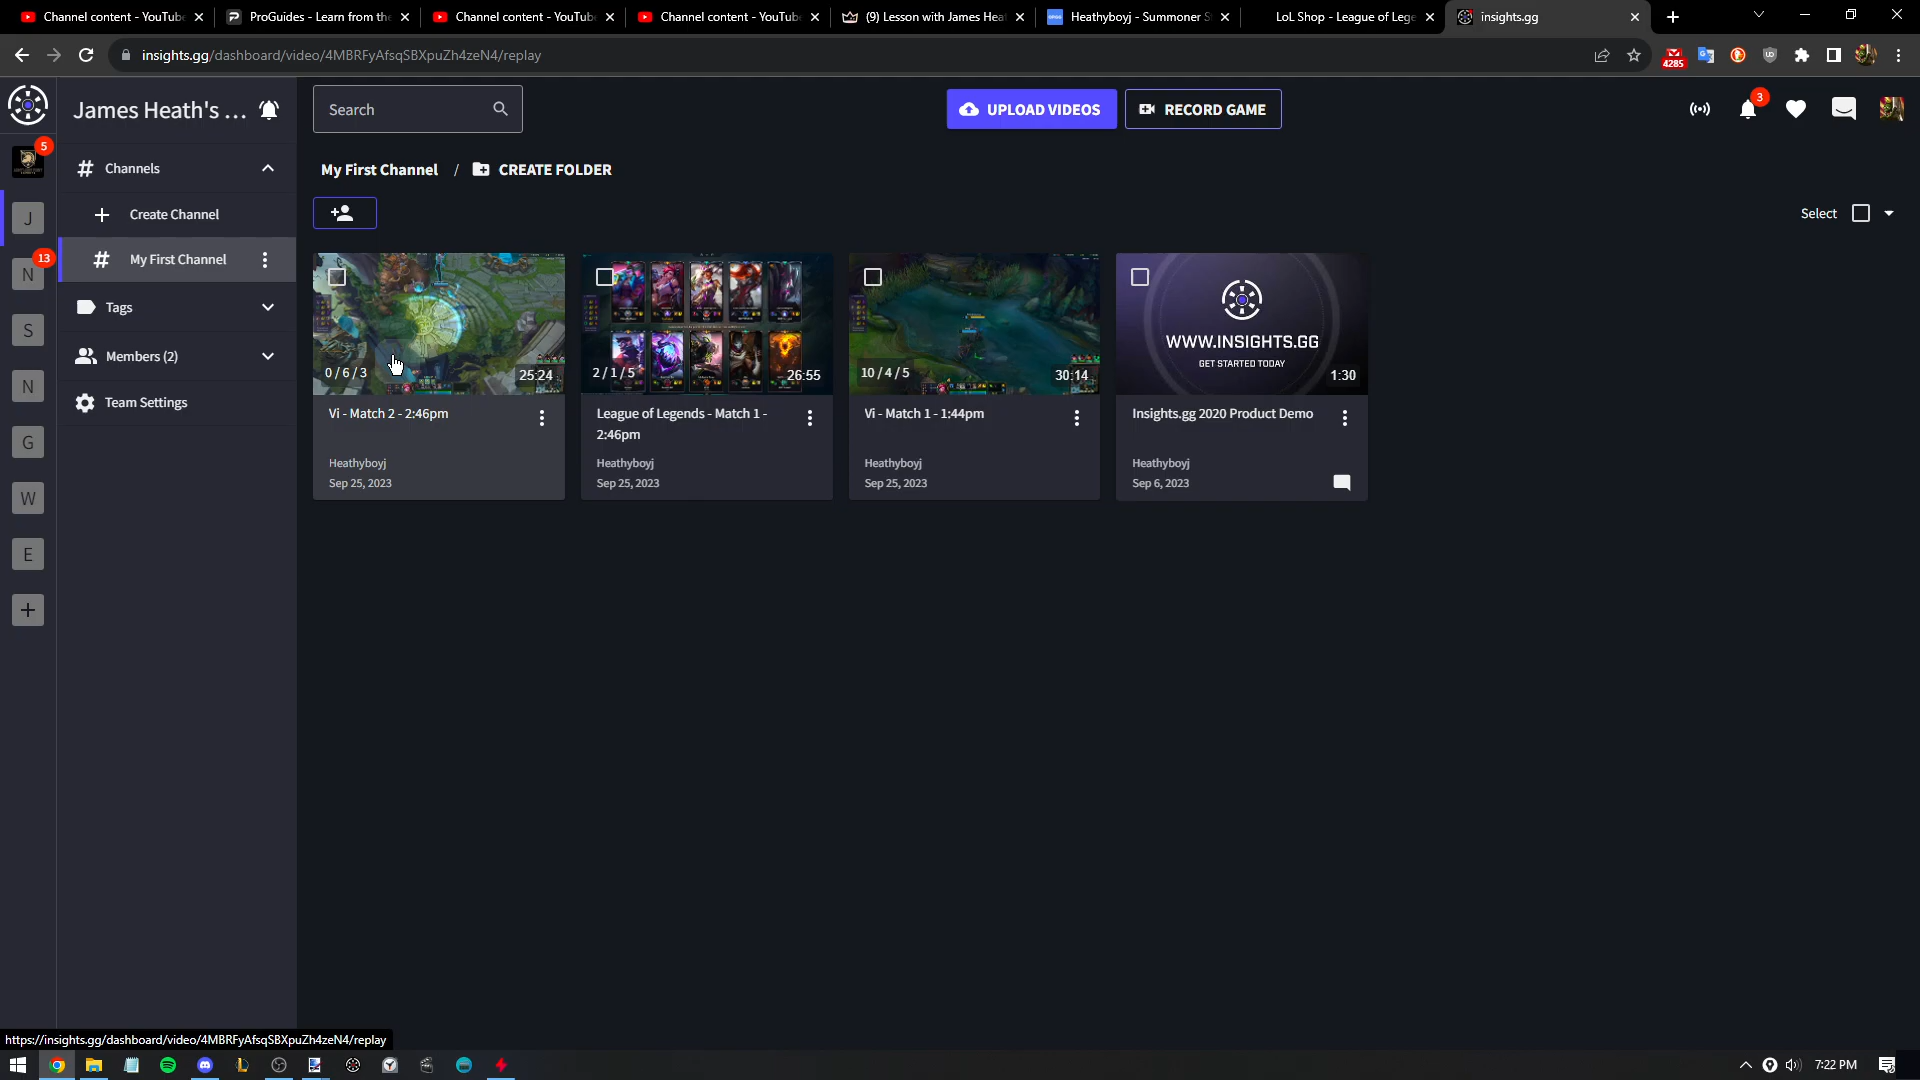 Channel content - YouTube
ProGuides - Learn from the
Channel content - YouTube
Channel content - YouTube
(9) Lesson with James Hea
Heathyboyj - Summoner S
LoL Shop - League of Lege
insights.gg
insights.gg/dashboard/video/4MBRFyAfsqSBXpuZh4zeN4/replay
4285
James Heath's ...
Search
UPLOAD VIDEOS
RECORD GAME
3
5
# Channels
My First Channel / CREATE FOLDER
J
+ Create Channel
Select
13
N
# My First Channel
Tags
S
Members (2)
N
Team Settings
G
W
E
+
0 / 6 / 3
25:24
Vi - Match 2 - 2:46pm
Heathyboyj
Sep 25, 2023
2 / 1 / 5
26:55
League of Legends - Match 1 -
2:46pm
Heathyboyj
Sep 25, 2023
10 / 4 / 5
30:14
Vi - Match 1 - 1:44pm
Heathyboyj
Sep 25, 2023
WWW.INSIGHTS.GG
GET STARTED TODAY
1:30
Insights.gg 2020 Product Demo
Heathyboyj
Sep 6, 2023
https://insights.gg/dashboard/video/4MBRFyAfsqSBXpuZh4zeN4/replay
7:22 PM